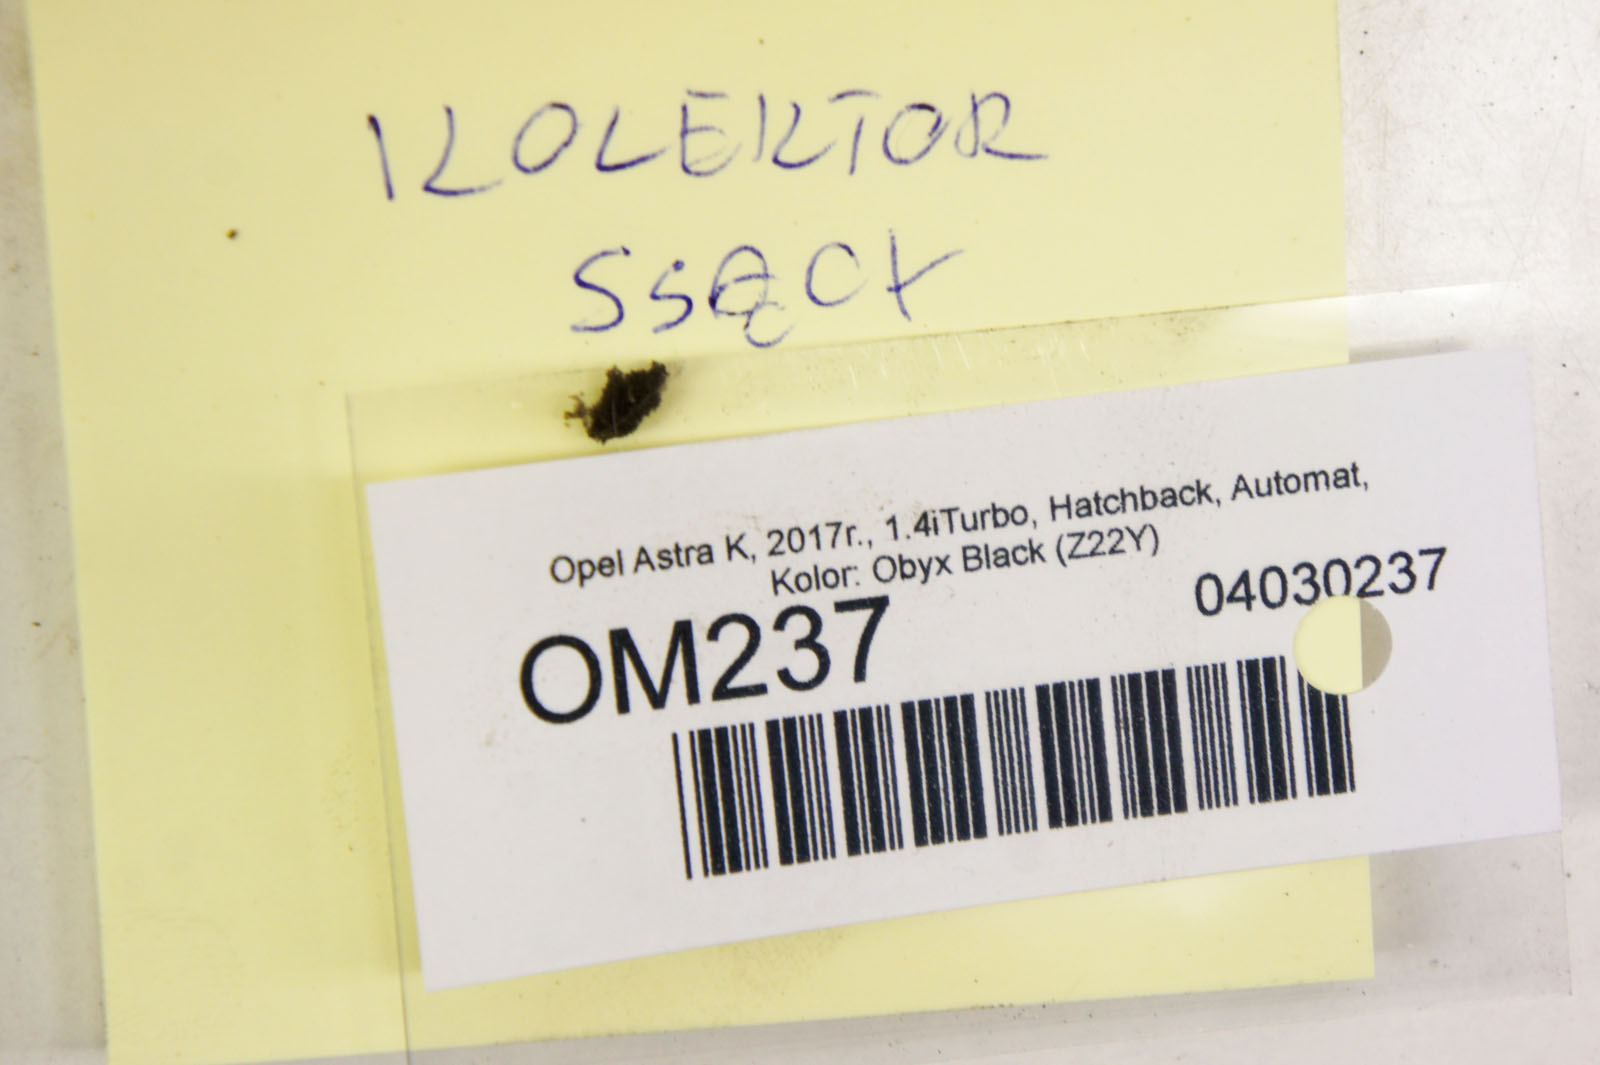 KOLEKTOR
SSĄCY
Opel Astra K, 2017r., 1.4iTurbo, Hatchback, Automat,
Kolor: Obyx Black (Z22Y)
04030237
OM237